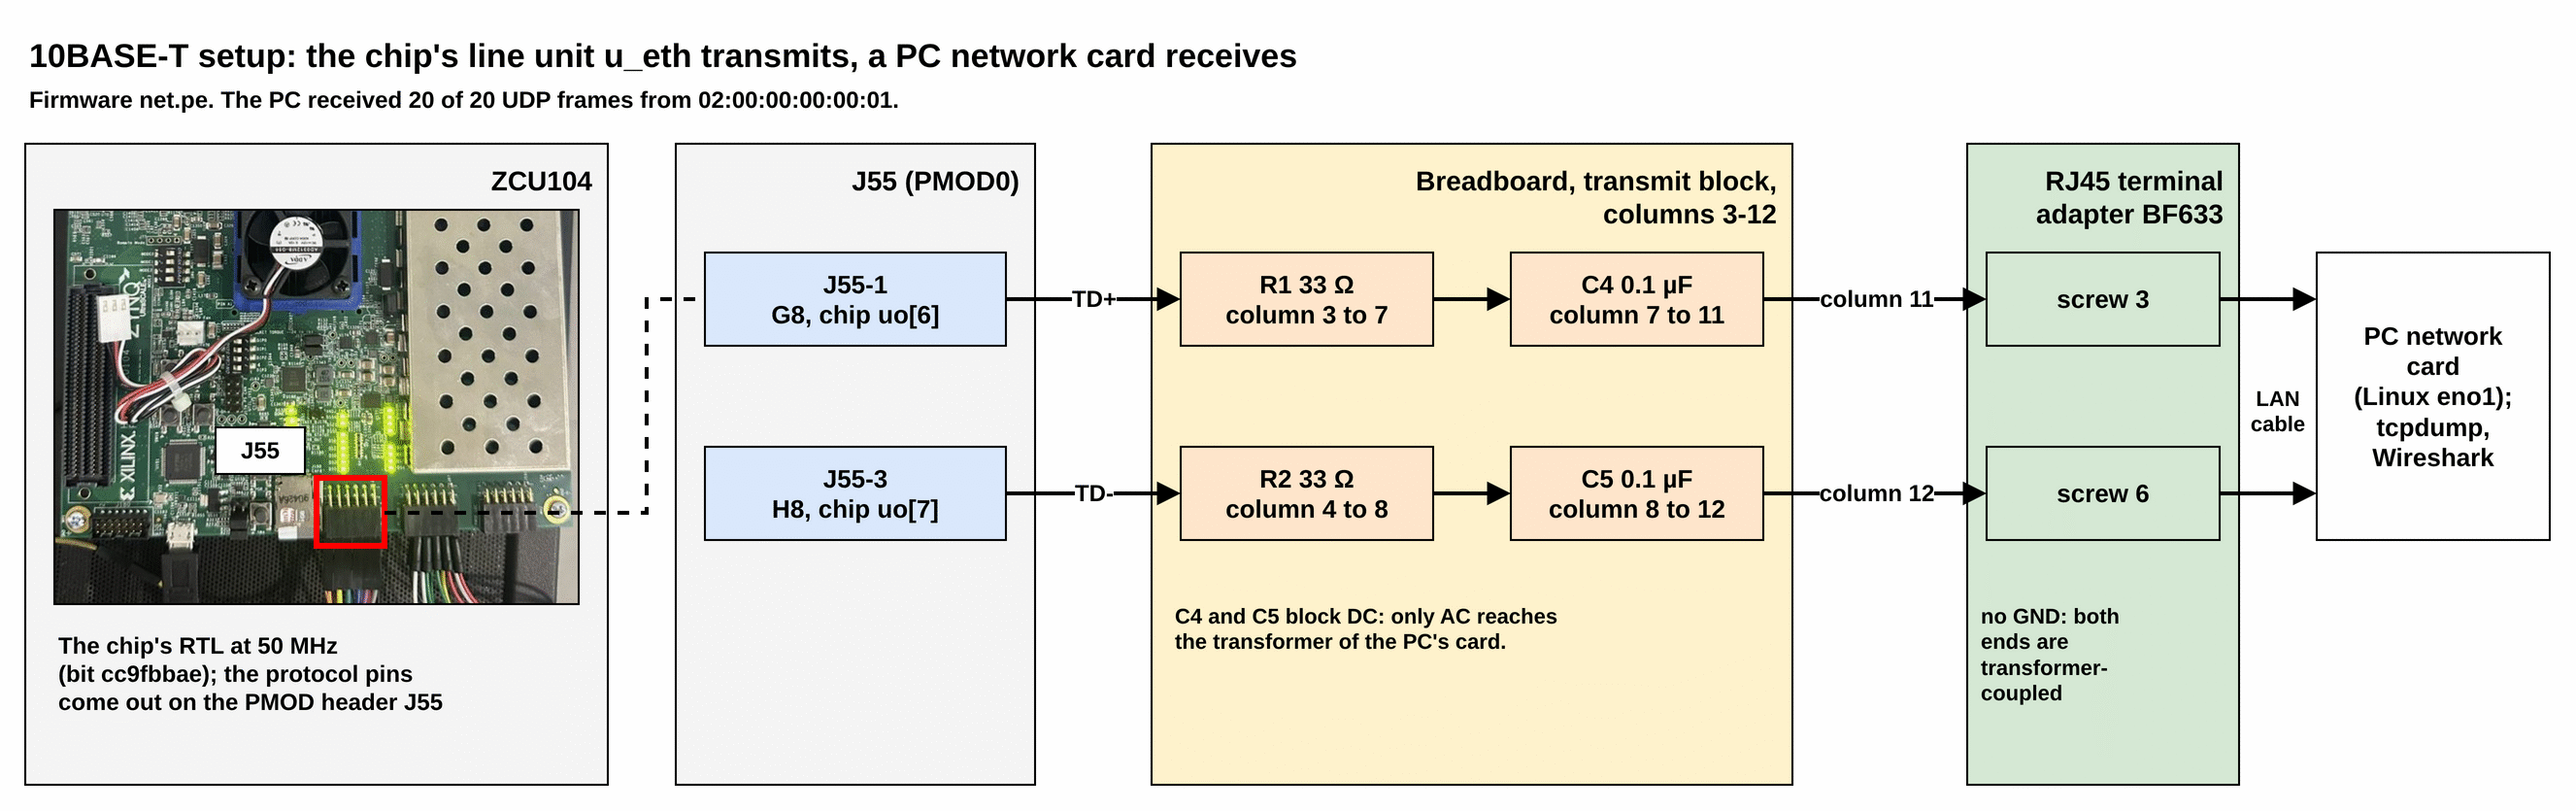 10BASE-T setup: the chip's line unit u_eth transmits, a PC network card receives
Firmware net.pe. The PC received 20 of 20 UDP frames from 02:00:00:00:00:01.
ZCU104
XILINX
J55
The chip's RTL at 50 MHz
(bit cc9fbbae); the protocol pins
come out on the PMOD header J55
J55 (PMOD0)
J55-1
G8, chip uo[6]
J55-3
H8, chip uo[7]
TD+
TD-
Breadboard, transmit block,
columns 3-12
R1 33 Ω
column 3 to 7
C4 0.1 µF
column 7 to 11
R2 33 Ω
column 4 to 8
C5 0.1 µF
column 8 to 12
C4 and C5 block DC: only AC reaches
the transformer of the PC's card.
column 11
column 12
RJ45 terminal
adapter BF633
screw 3
screw 6
no GND: both
ends are
transformer-
coupled
LAN
cable
PC network
card
(Linux eno1);
tcpdump,
Wireshark